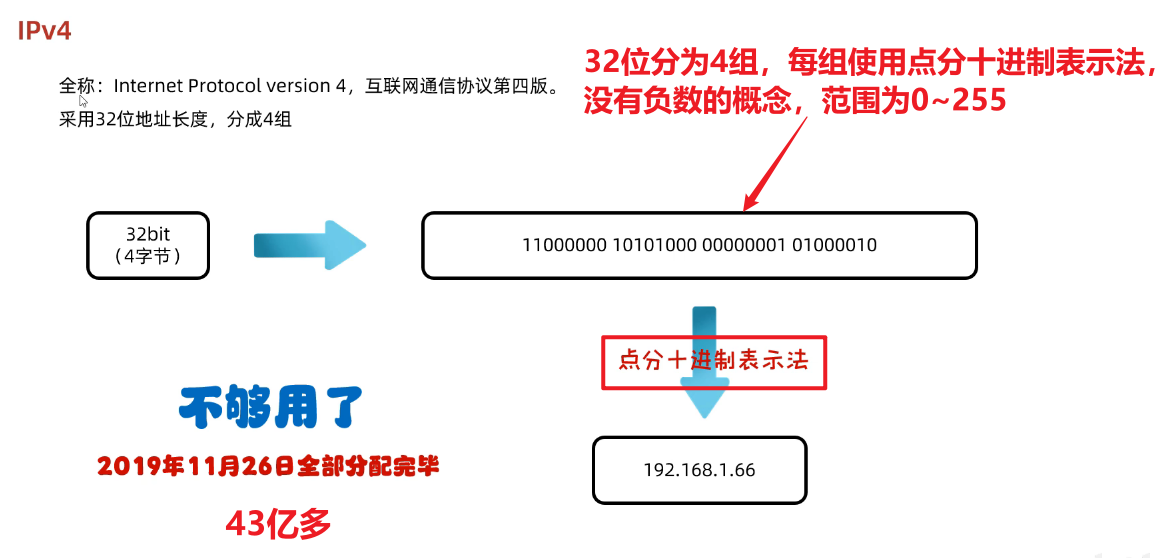 IPv4
全称：Internet Protocol version 4，互联网通信协议第四版。
采用32位地址长度，分成4组
32位分为4组，每组使用点分十进制表示法，
没有负数的概念，范围为0~255
32bit
（4字节）
11000000 10101000 00000001 01000010
点分十进制表示法
不够用了
2019年11月26日全部分配完毕
43亿多
192.168.1.66